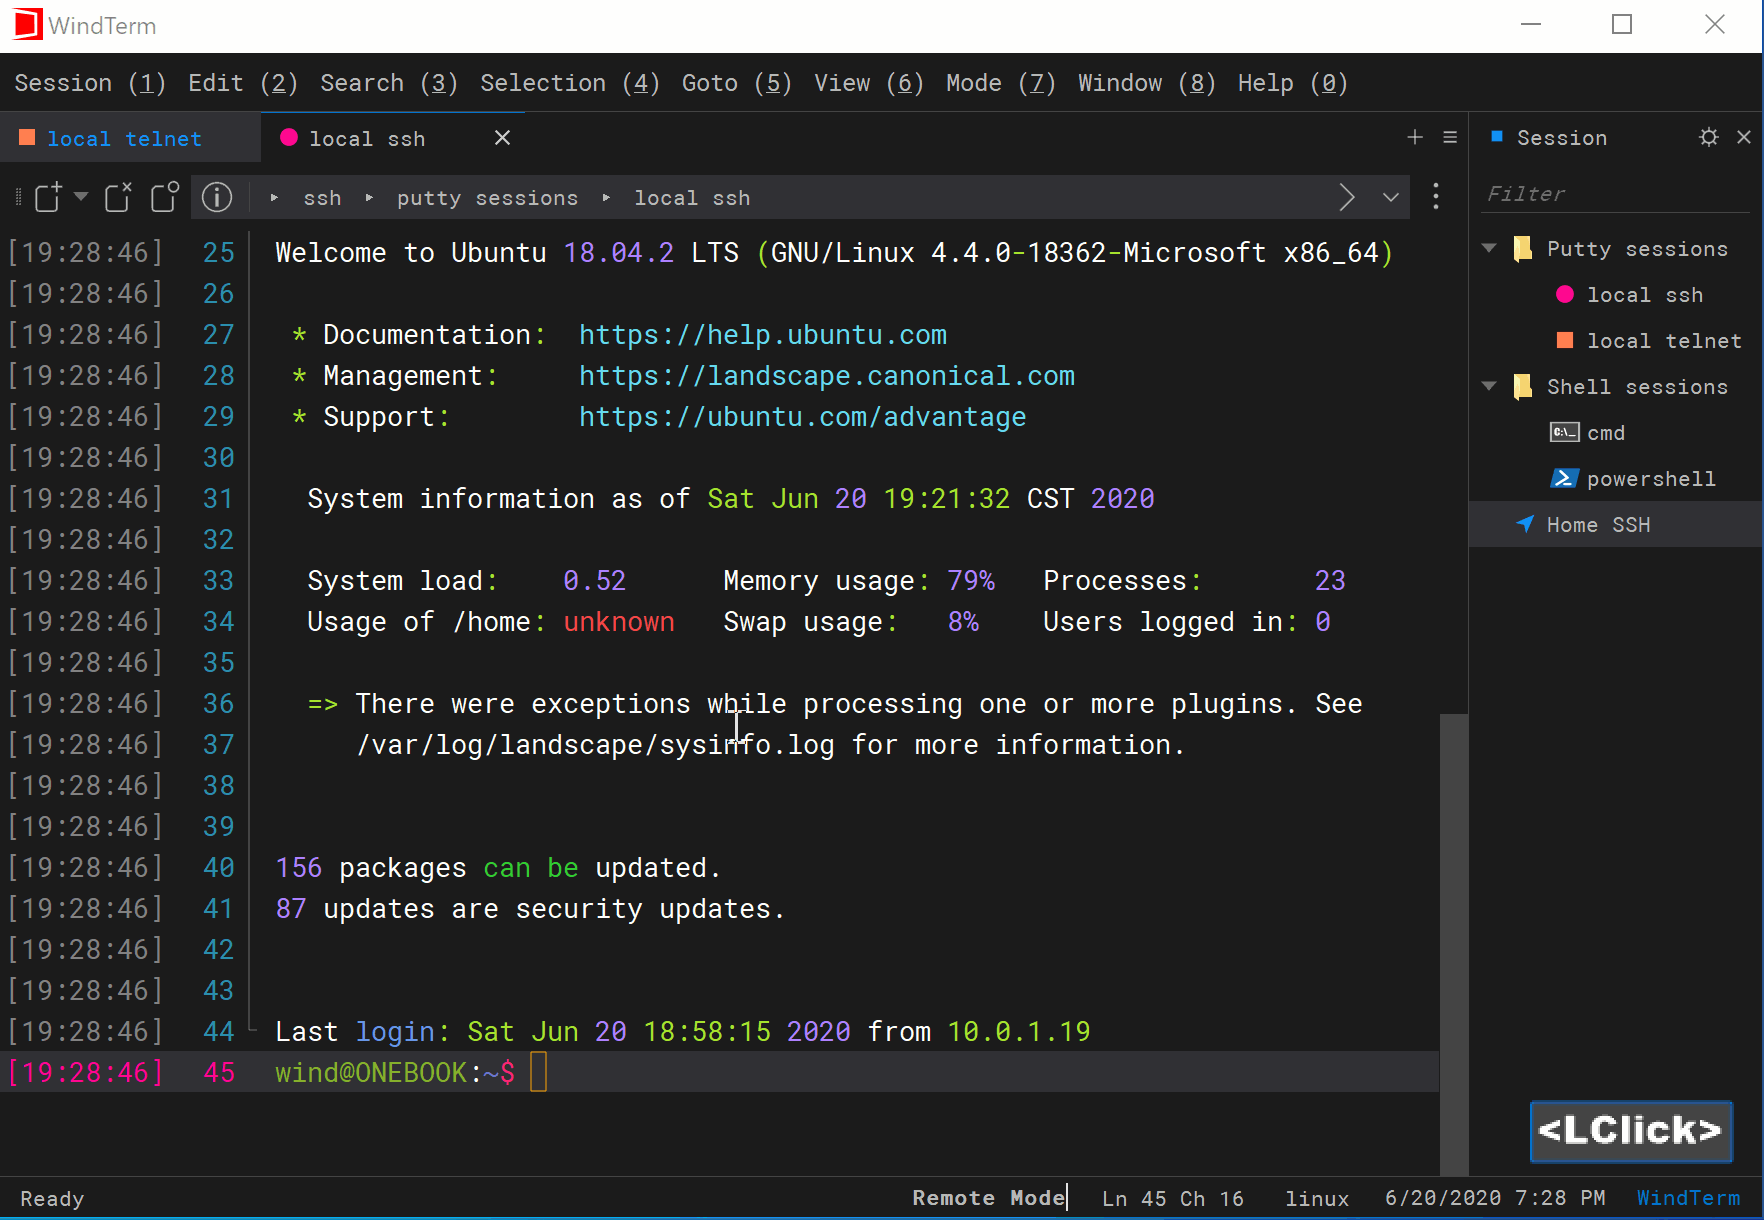 WindTerm
Session (1) Edit (2) Search (3) Selection (4) Goto (5) View (6) Mode (7) Window (8) Help (0)
local telnet
local ssh
Session
ssh putty sessions local ssh
Filter
Putty sessions
local ssh
local telnet
Shell sessions
cmd
powershell
Home SSH
[19:28:46] 25 Welcome to Ubuntu 18.04.2 LTS (GNU/Linux 4.4.0-18362-Microsoft x86_64)
[19:28:46] 26
[19:28:46] 27 * Documentation: https://help.ubuntu.com
[19:28:46] 28 * Management: https://landscape.canonical.com
[19:28:46] 29 * Support: https://ubuntu.com/advantage
[19:28:46] 30
[19:28:46] 31 System information as of Sat Jun 20 19:21:32 CST 2020
[19:28:46] 32
[19:28:46] 33 System load: 0.52 Memory usage: 79% Processes: 23
[19:28:46] 34 Usage of /home: unknown Swap usage: 8% Users logged in: 0
[19:28:46] 35
[19:28:46] 36 => There were exceptions while processing one or more plugins. See
[19:28:46] 37 /var/log/landscape/sysinfo.log for more information.
[19:28:46] 38
[19:28:46] 39
[19:28:46] 40 156 packages can be updated.
[19:28:46] 41 87 updates are security updates.
[19:28:46] 42
[19:28:46] 43
[19:28:46] 44 Last login: Sat Jun 20 18:58:15 2020 from 10.0.1.19
[19:28:46] 45 wind@ONEBOOK:~$
<LClick>
Ready
Remote Mode Ln 45 Ch 16 linux 6/20/2020 7:28 PM WindTerm